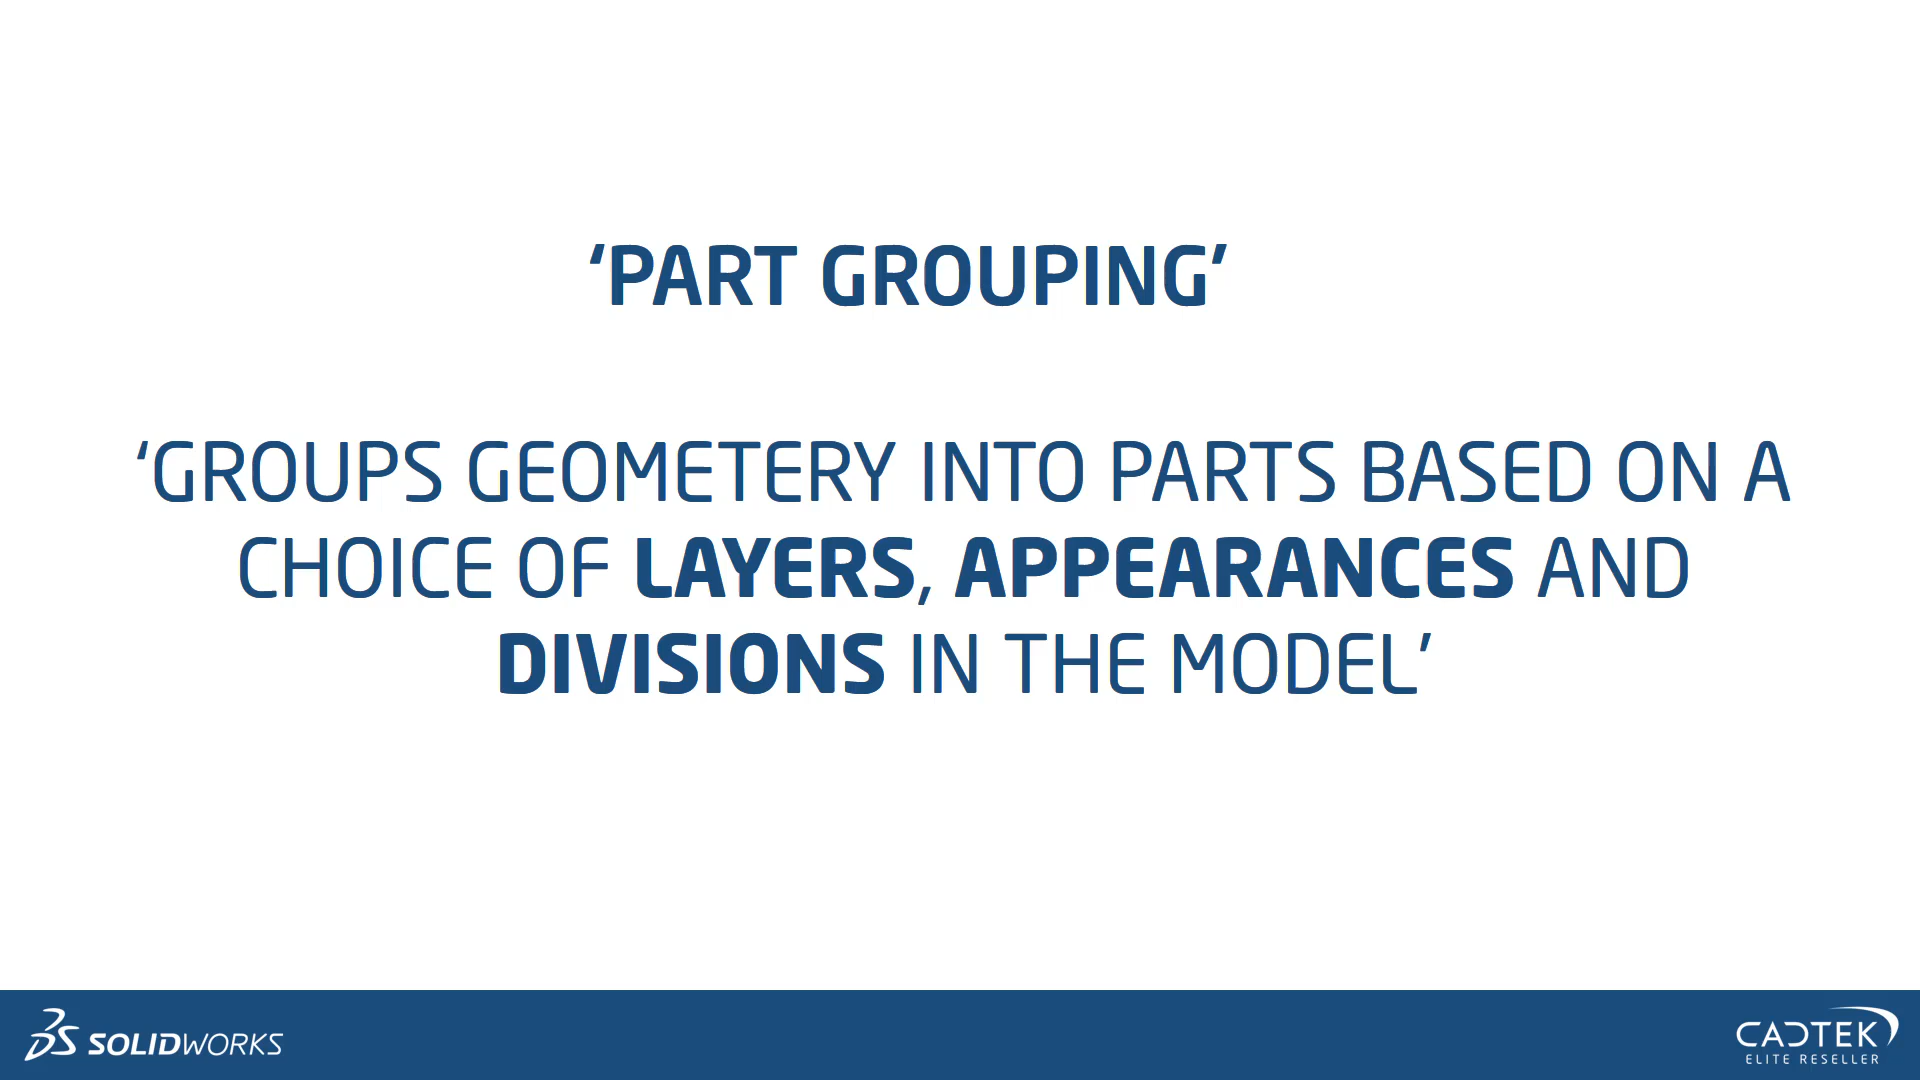 ‘PART GROUPING’
‘GROUPS GEOMETERY INTO PARTS BASED ON A
CHOICE OF LAYERS, APPEARANCES AND
DIVISIONS IN THE MODEL’
SOLIDWORKS
CADTEK
ELITE RESELLER